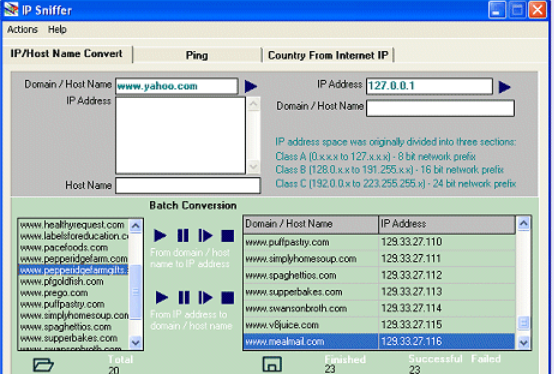 IP Sniffer
Actions Help
IP/Host Name Convert Ping Country From Internet IP
Domain / Host Name www.yahoo.com
IP Address
Host Name
IP Address 127.0.0.1
Domain / Host Name
IP address space was originally divided into three sections:
Class A (0.x.x.x to 127.x.x.x) - 8 bit network prefix
Class B (128.0.x.x to 191.255.x.x) - 16 bit network prefix
Class C (192.0.0.x to 223.255.255.x) - 24 bit network prefix
Batch Conversion
www.healthyrequest.com
www.labelsforeducation.c
www.pacefoods.com
www.pepperidgefarm.com
www.pepperidgefarmgifts.
www.pfgoldfish.com
www.prego.com
www.puffpastry.com
www.simplyhomesoup.con
www.spaghettios.com
www.supperbakes.com
www.swansonbroth.com
From domain / host
name to IP address
From IP address to
domain / host name
Domain / Host Name IP Address
www.puffpastry.com 129.33.27.110
www.simplyhomesoup.com 129.33.27.111
www.spaghettios.com 129.33.27.112
www.supperbakes.com 129.33.27.113
www.swansonbroth.com 129.33.27.114
www.v8juice.com 129.33.27.115
www.mealmail.com 129.33.27.116
Total
20
Finished Successful Failed
23 23